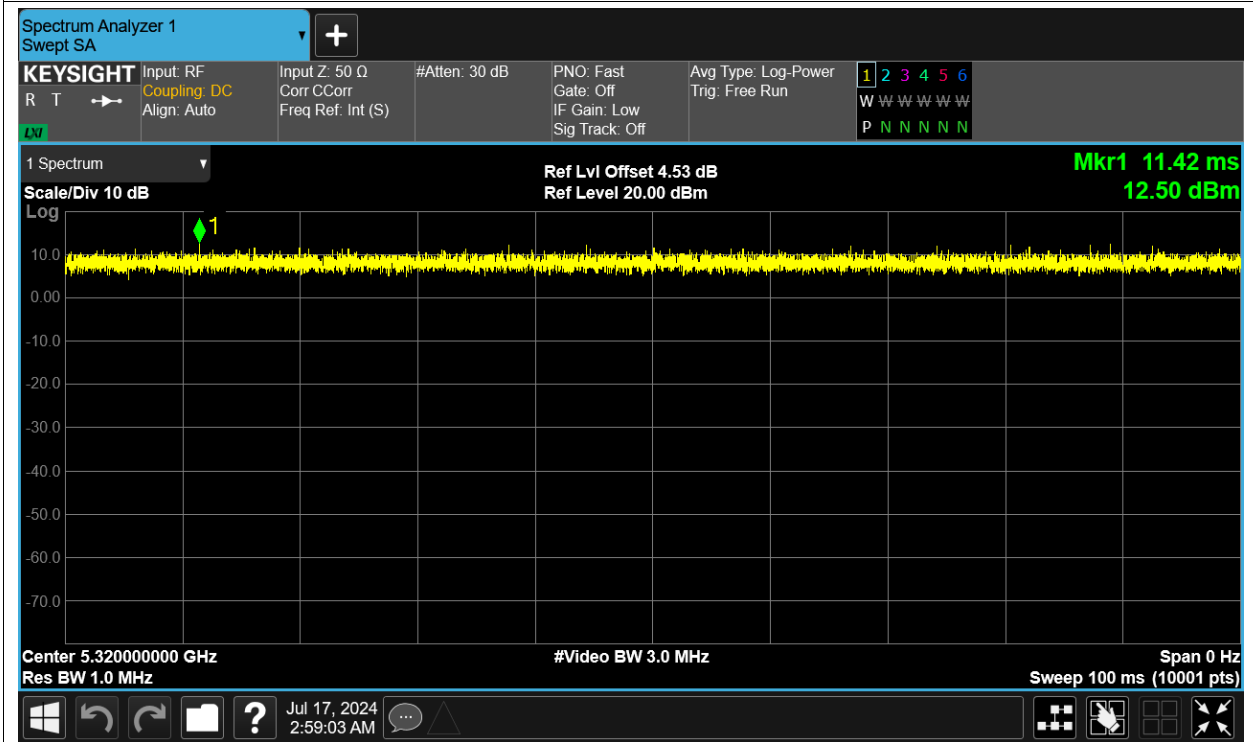 Spectrum Analyzer 1
Swept SA
+
KEYSIGHT
R T
LXI
Input: RF
Coupling: DC
Align: Auto
Input Z: 50 Ω
Corr CCorr
Freq Ref: Int (S)
#Atten: 30 dB
PNO: Fast
Gate: Off
IF Gain: Low
Sig Track: Off
Avg Type: Log-Power
Trig: Free Run
1 2 3 4 5 6
W W W W W W
P N N N N N
1 Spectrum
Scale/Div 10 dB
Ref Lvl Offset 4.53 dB
Ref Level 20.00 dBm
Mkr1 11.42 ms
12.50 dBm
Log
1
10.0
0.00
-10.0
-20.0
-30.0
-40.0
-50.0
-60.0
-70.0
Center 5.320000000 GHz
Res BW 1.0 MHz
#Video BW 3.0 MHz
Span 0 Hz
Sweep 100 ms (10001 pts)
?
Jul 17, 2024
2:59:03 AM